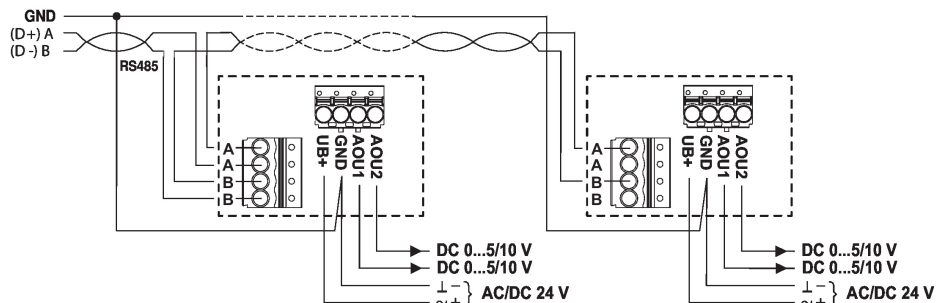 GND
(D+) A
(D -) B
RS485
UB+
GND
AOU1
AOU2
A
A
B
B
DC 0...5/10 V
DC 0...5/10 V
⊥ −
AC/DC 24 V
UB+
GND
AOU1
AOU2
A
A
B
B
DC 0...5/10 V
DC 0...5/10 V
⊥ −
AC/DC 24 V